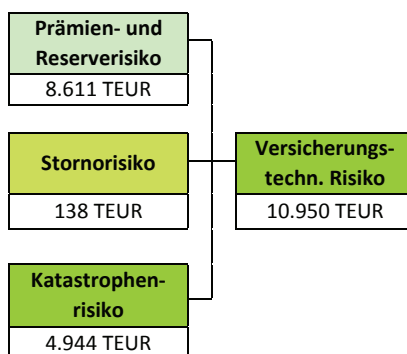 Prämien- und
Reserverisiko
8.611 TEUR
Stornorisiko
138 TEUR
Versicherungs-
techn. Risiko
10.950 TEUR
Katastrophen-
risiko
4.944 TEUR